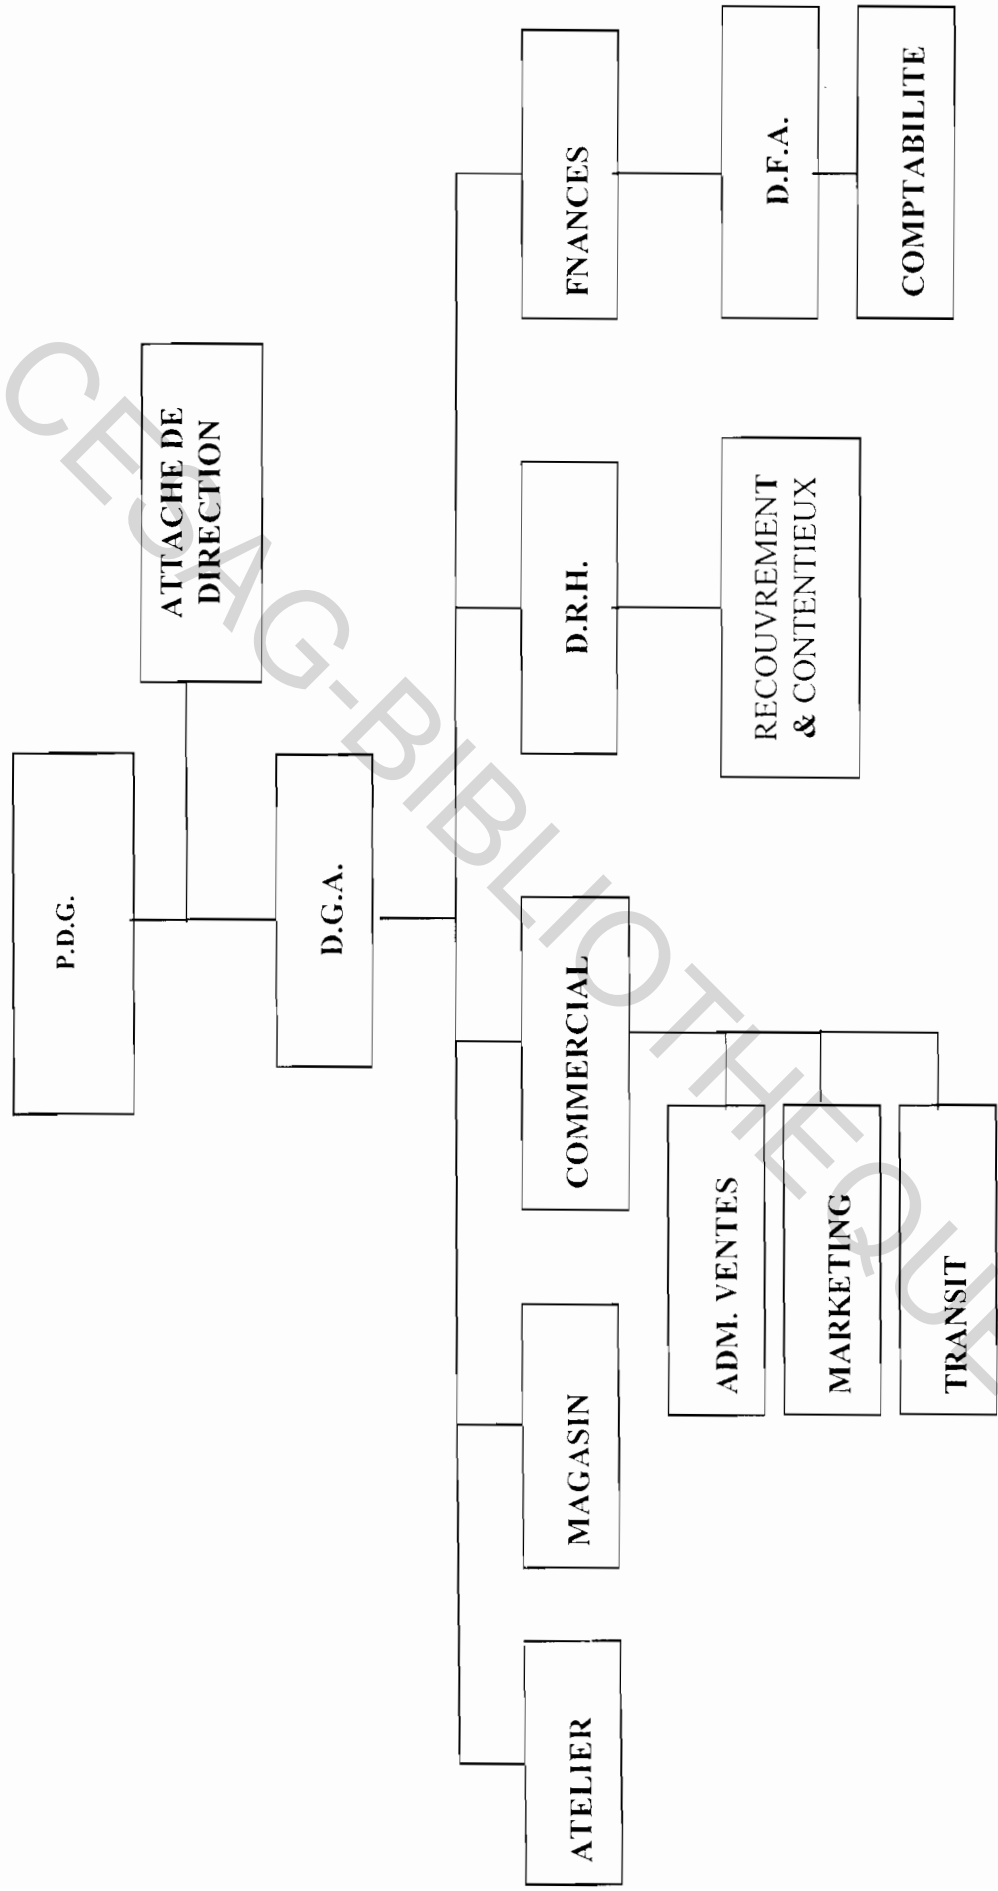 P.D.G.
ATTACHE DE
DIRECTION
D.G.A.
ATELIER
MAGASIN
COMMERCIAL
D.R.H.
FNANCES
ADM. VENTES
MARKETING
TRANSIT
RECOUVREMENT
& CONTENTIEUX
D.F.A.
COMPTABILITE
CESAG-BIBLIOTHEQUE